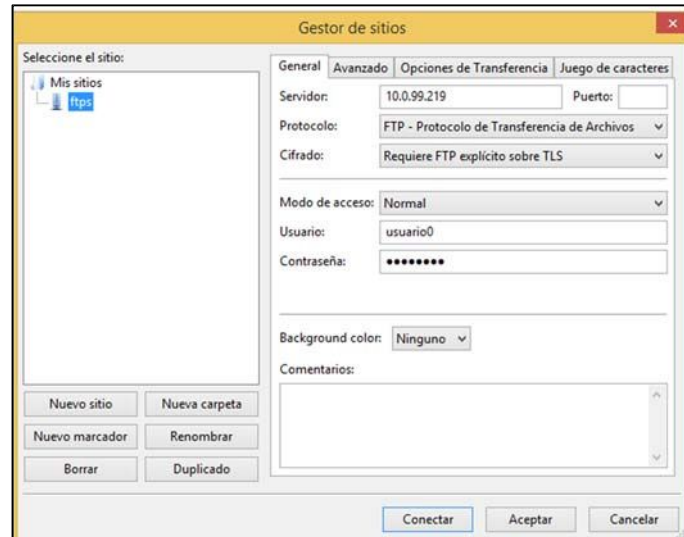 Gestor de sitios
Seleccione el sitio:
Mis sitios
ftps
Nuevo sitio
Nueva carpeta
Nuevo marcador
Renombrar
Borrar
Duplicado
General
Avanzado
Opciones de Transferencia
Juego de caracteres
Servidor:
10.0.99.219
Puerto:
Protocolo:
FTP - Protocolo de Transferencia de Archivos
Cifrado:
Requiere FTP explícito sobre TLS
Modo de acceso:
Normal
Usuario:
usuario0
Contraseña:
●●●●●●●●
Background color:
Ninguno
Comentarios:
Conectar
Aceptar
Cancelar